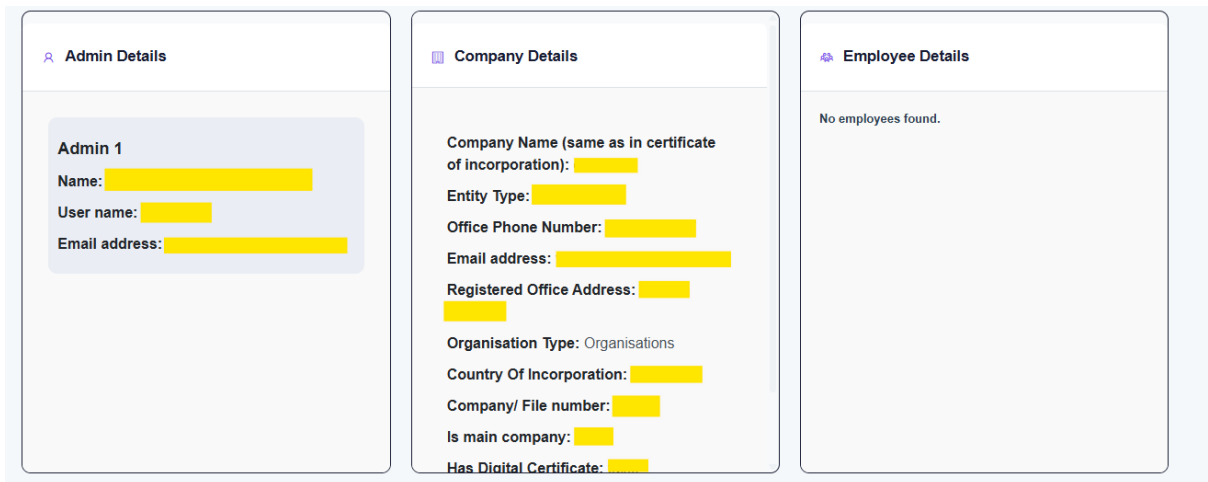 Admin Details
Admin 1
Name:
User name:
Email address:
Company Details
Company Name (same as in certificate
of incorporation):
Entity Type:
Office Phone Number:
Email address:
Registered Office Address:
Organisation Type: Organisations
Country Of Incorporation:
Company/ File number:
Is main company:
Has Digital Certificate:
Employee Details
No employees found.